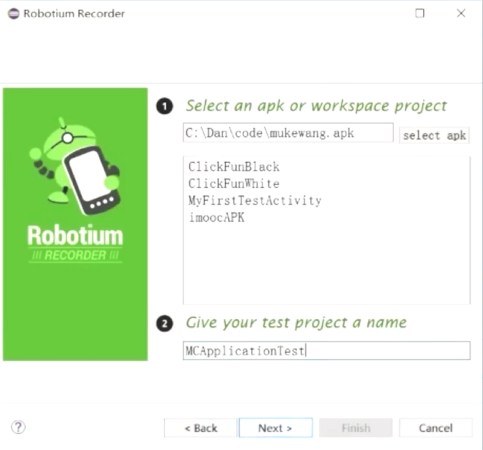 Robotium Recorder
1 Select an apk or workspace project
C:\Dan\code\mukewang.apk
select apk
ClickFunBlack
ClickFunWhite
MyFirstTestActivity
imoocAPK
Robotium
RECORDER
2 Give your test project a name
MCApplicationTest
?
< Back
Next >
Finish
Cancel